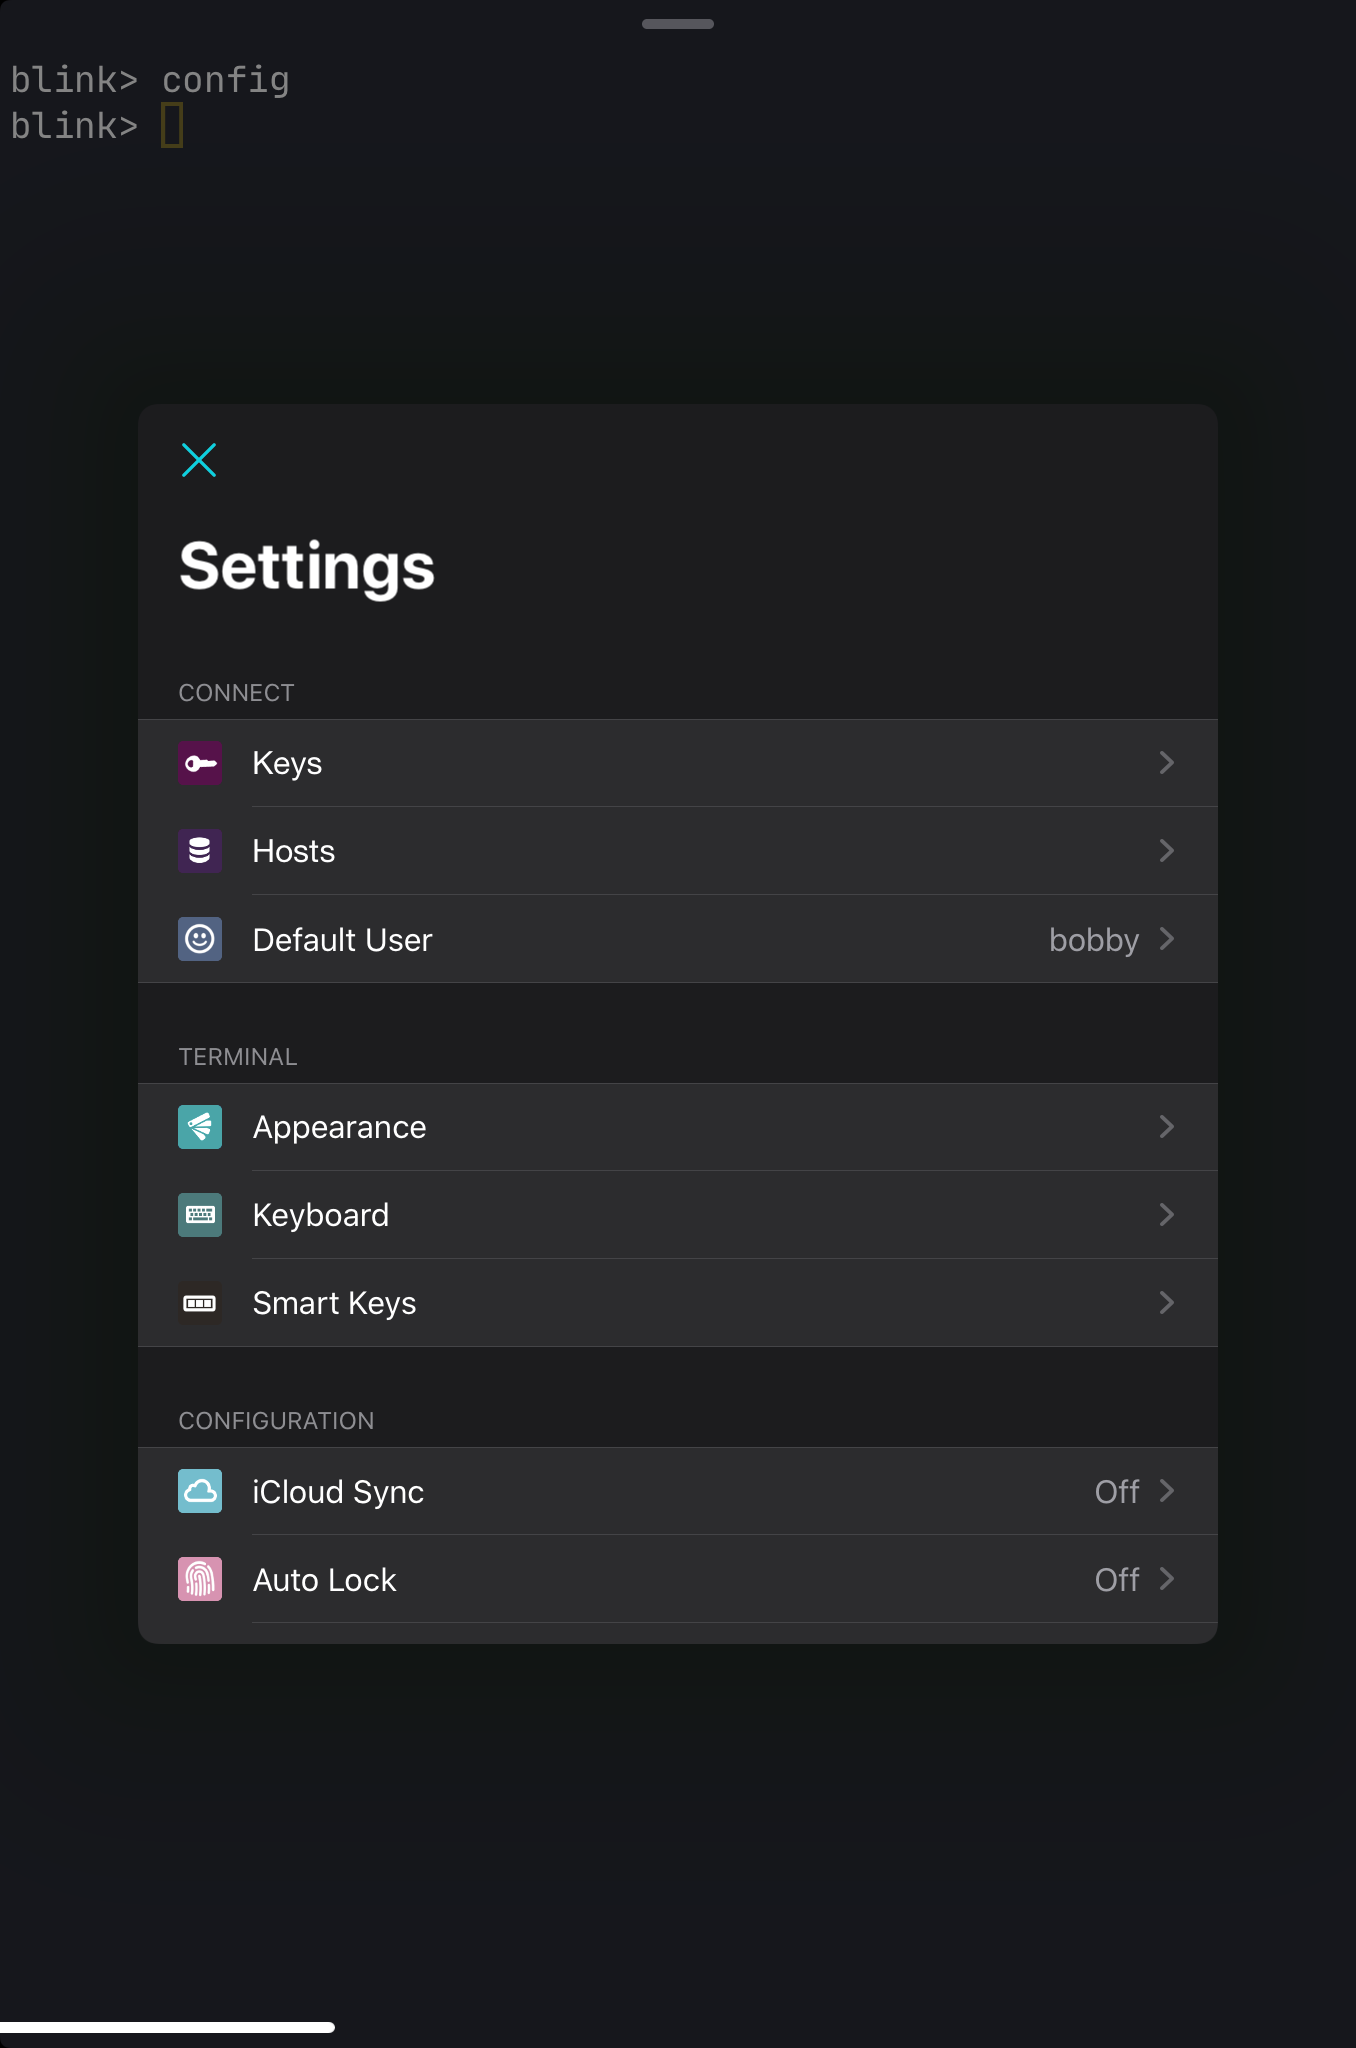 blink> config
blink>
Settings
CONNECT
Keys
Hosts
Default User bobby
TERMINAL
Appearance
Keyboard
Smart Keys
CONFIGURATION
iCloud Sync Off
Auto Lock Off